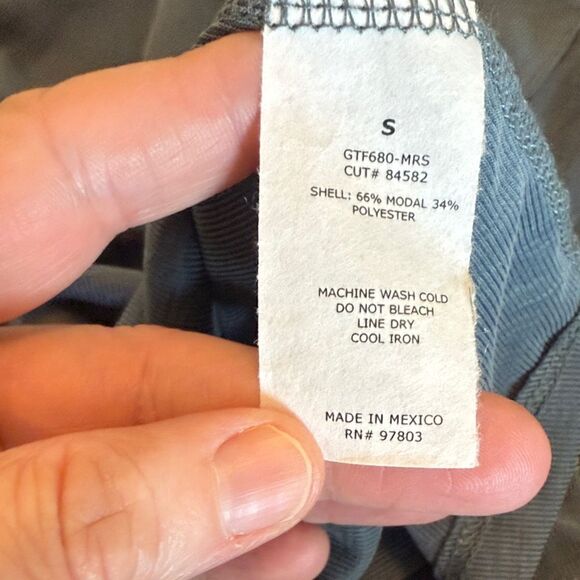 S
GTF680-MRS
CUT# 84582
SHELL: 66% MODAL 34%
POLYESTER
MACHINE WASH COLD
DO NOT BLEACH
LINE DRY
COOL IRON
MADE IN MEXICO
RN# 97803